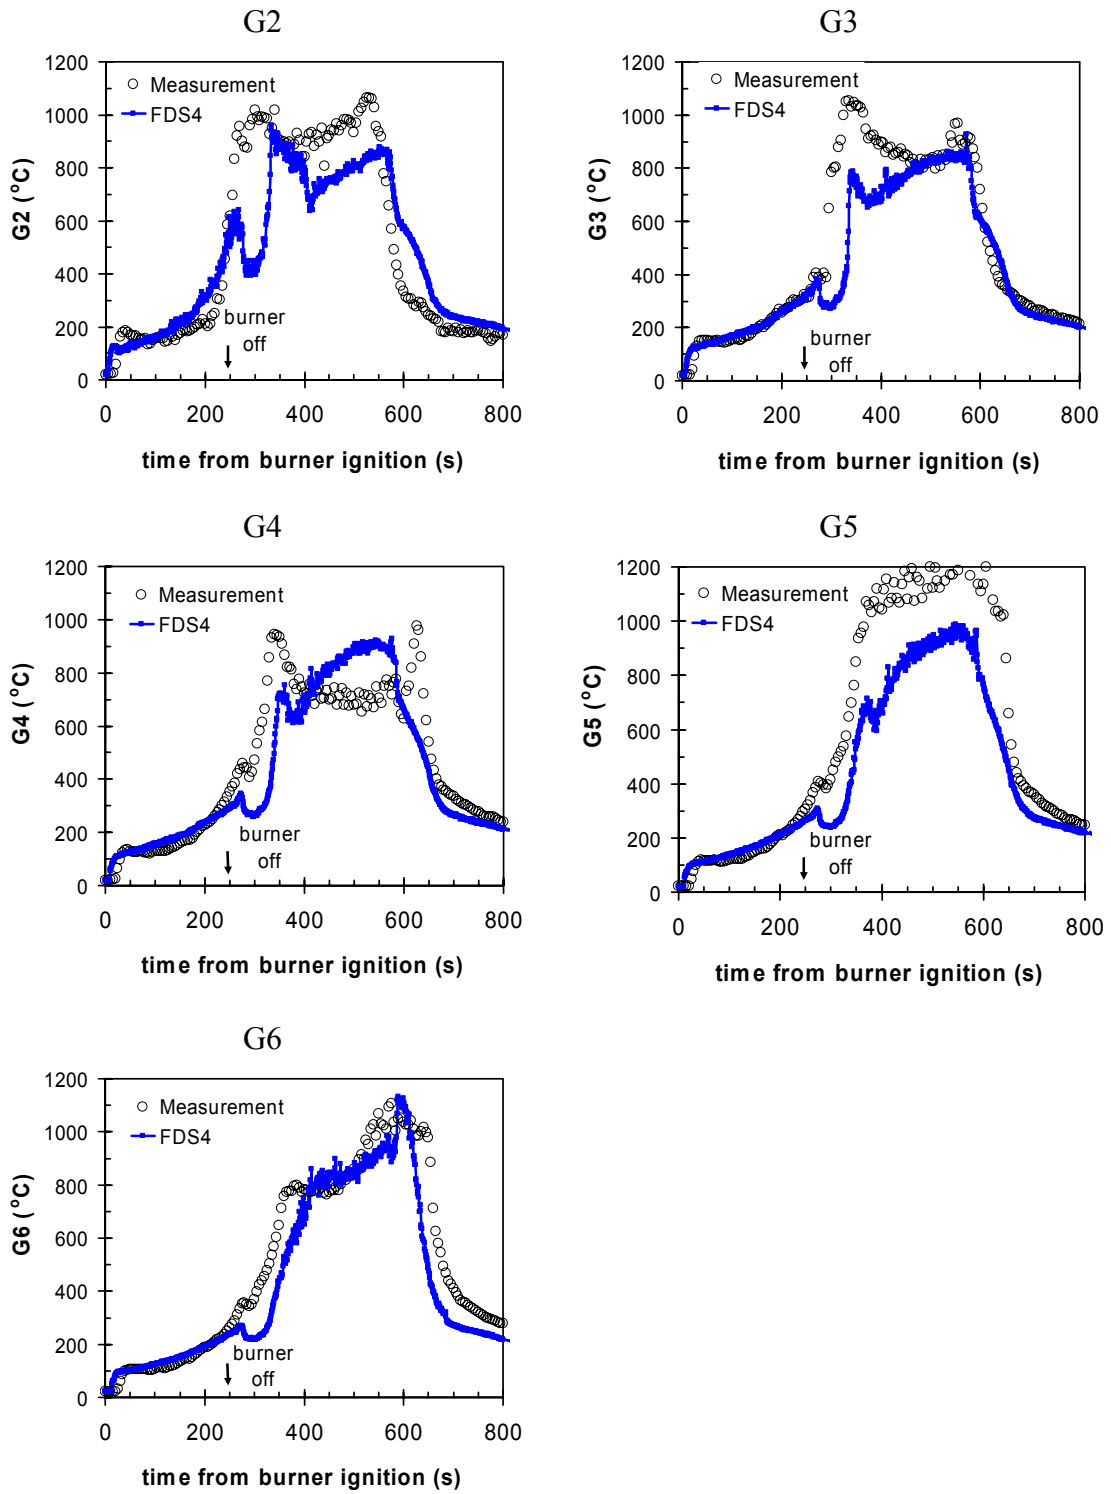 G2
1200
1000
800
600
400
200
0
G2 (°C)
Measurement
FDS4
burner
off
0 200 400 600 800
time from burner ignition (s)
G3
1200
1000
800
600
400
200
0
G3 (°C)
Measurement
FDS4
burner
off
0 200 400 600 800
time from burner ignition (s)
G4
1200
1000
800
600
400
200
0
G4 (°C)
Measurement
FDS4
burner
off
0 200 400 600 800
time from burner ignition (s)
G5
1200
1000
800
600
400
200
0
G5 (°C)
Measurement
FDS4
burner
off
0 200 400 600 800
time from burner ignition (s)
G6
1200
1000
800
600
400
200
0
G6 (°C)
Measurement
FDS4
burner
off
0 200 400 600 800
time from burner ignition (s)